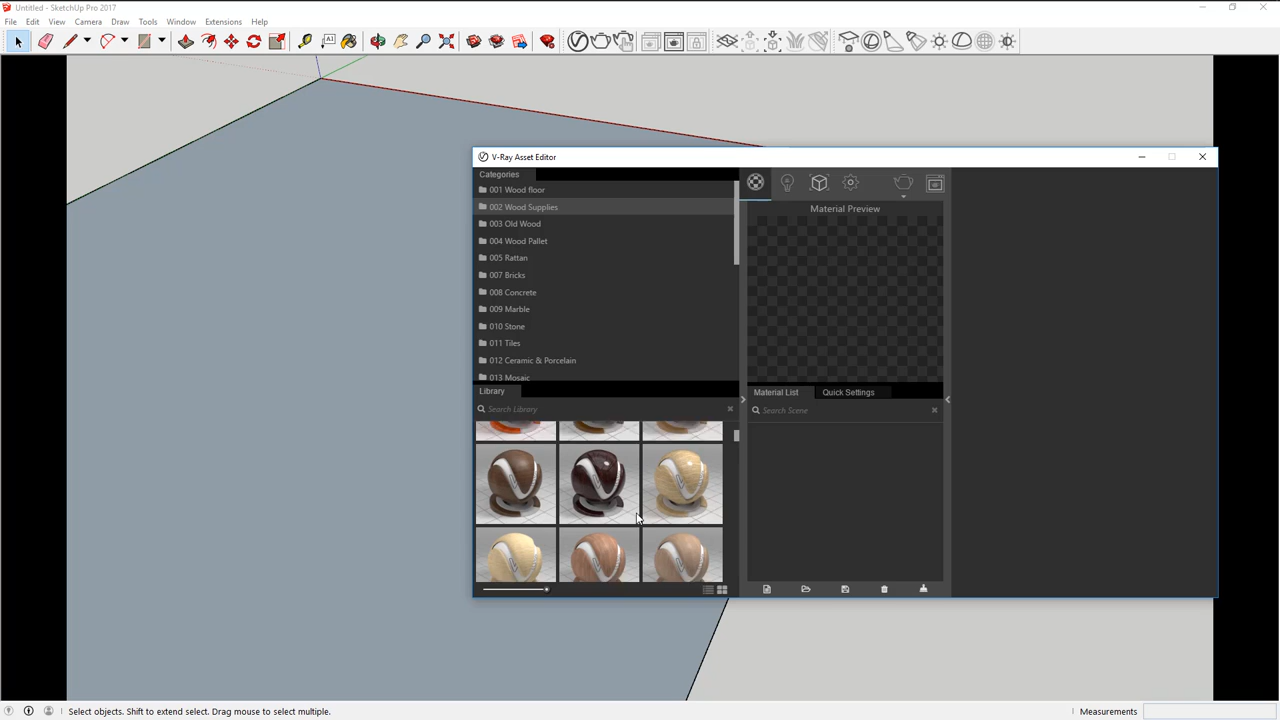 Untitled - SketchUp Pro 2017
File Edit View Camera Draw Tools Window Extensions Help
V-Ray Asset Editor
Categories
001 Wood floor
002 Wood Supplies
003 Old Wood
004 Wood Pallet
005 Rattan
007 Bricks
008 Concrete
009 Marble
010 Stone
011 Tiles
012 Ceramic & Porcelain
013 Mosaic
Library
Search Library
Material Preview
Material List Quick Settings
Search Scene
Select objects. Shift to extend select. Drag mouse to select multiple.
Measurements